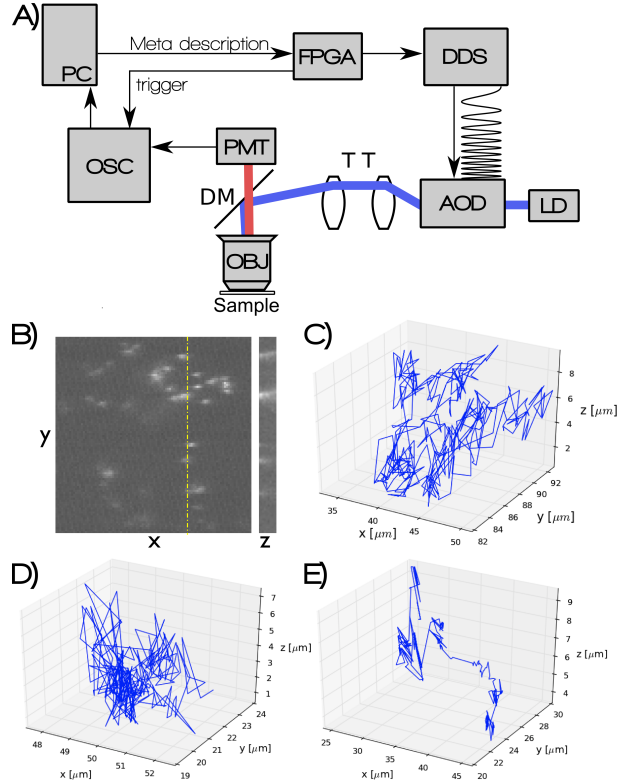 A)
PC
Meta description
FPGA
DDS
trigger
OSC
PMT
T T
DM
AOD
LD
OBJ
Sample
B)
y
x
z
C)
8
6
4
2
z [μm]
35
40
45
50
x [μm]
82
84
86
88
90
92
y [μm]
D)
7
6
5
4
3
2
1
z [μm]
48
49
50
51
52
x [μm]
19
20
21
22
23
24
y [μm]
E)
9
8
7
6
5
4
z [μm]
25
30
35
40
45
x [μm]
20
22
24
26
28
30
y [μm]